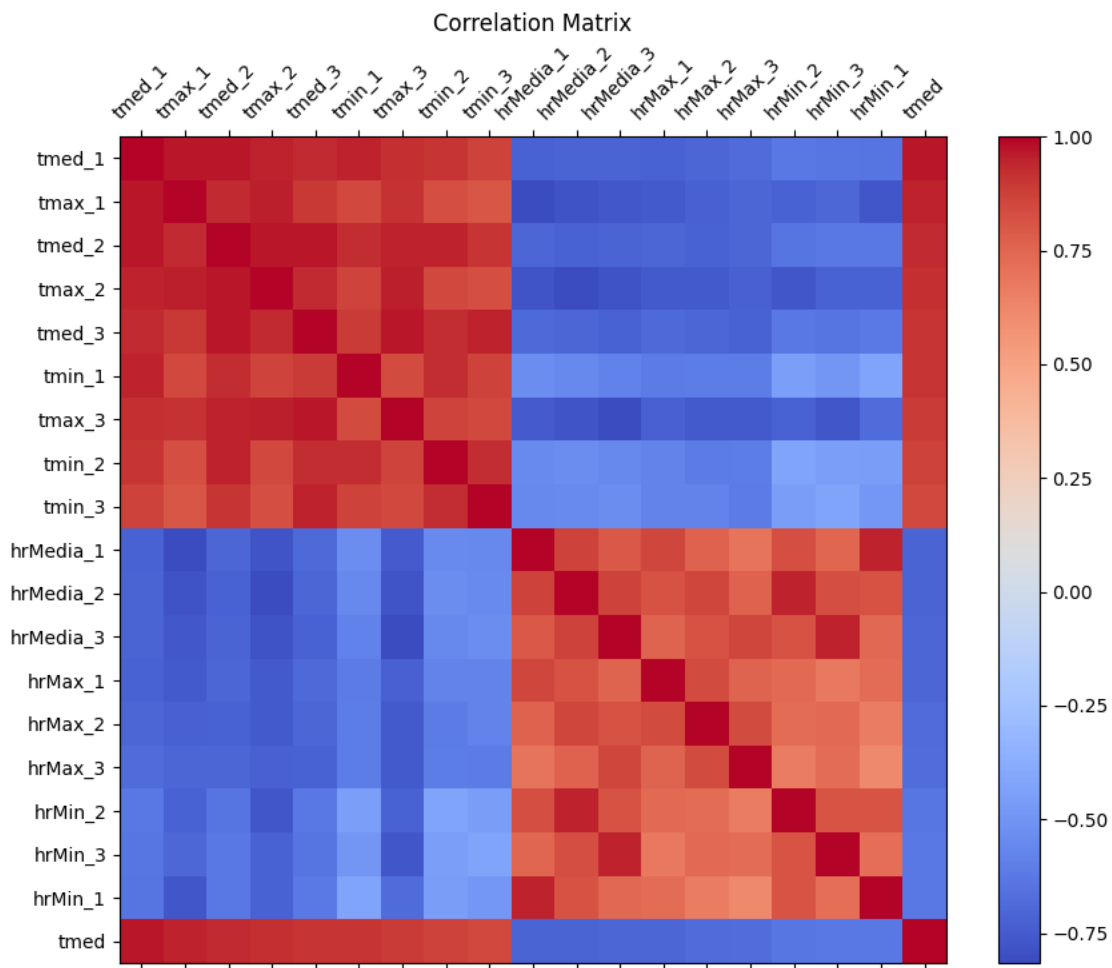 Correlation Matrix
tmed_1
tmax_1
tmed_2
tmax_2
tmed_3
tmin_1
tmax_3
tmin_2
tmin_3
hrMedia_1
hrMedia_2
hrMedia_3
hrMax_1
hrMax_2
hrMax_3
hrMin_2
hrMin_3
hrMin_1
tmed
tmed_1
tmax_1
tmed_2
tmax_2
tmed_3
tmin_1
tmax_3
tmin_2
tmin_3
hrMedia_1
hrMedia_2
hrMedia_3
hrMax_1
hrMax_2
hrMax_3
hrMin_2
hrMin_3
hrMin_1
tmed
1.00
0.75
0.50
0.25
0.00
−0.25
−0.50
−0.75